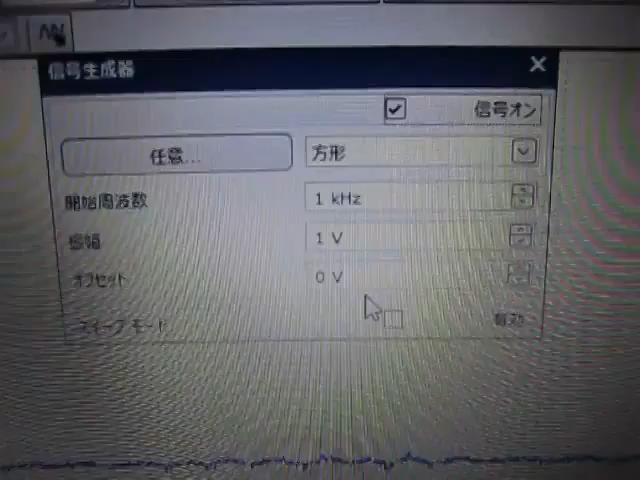 信号生成器
信号オン
任意...
方形
開始周波数
1 kHz
振幅
1 V
オフセット
0 V
スイープ モード
有効